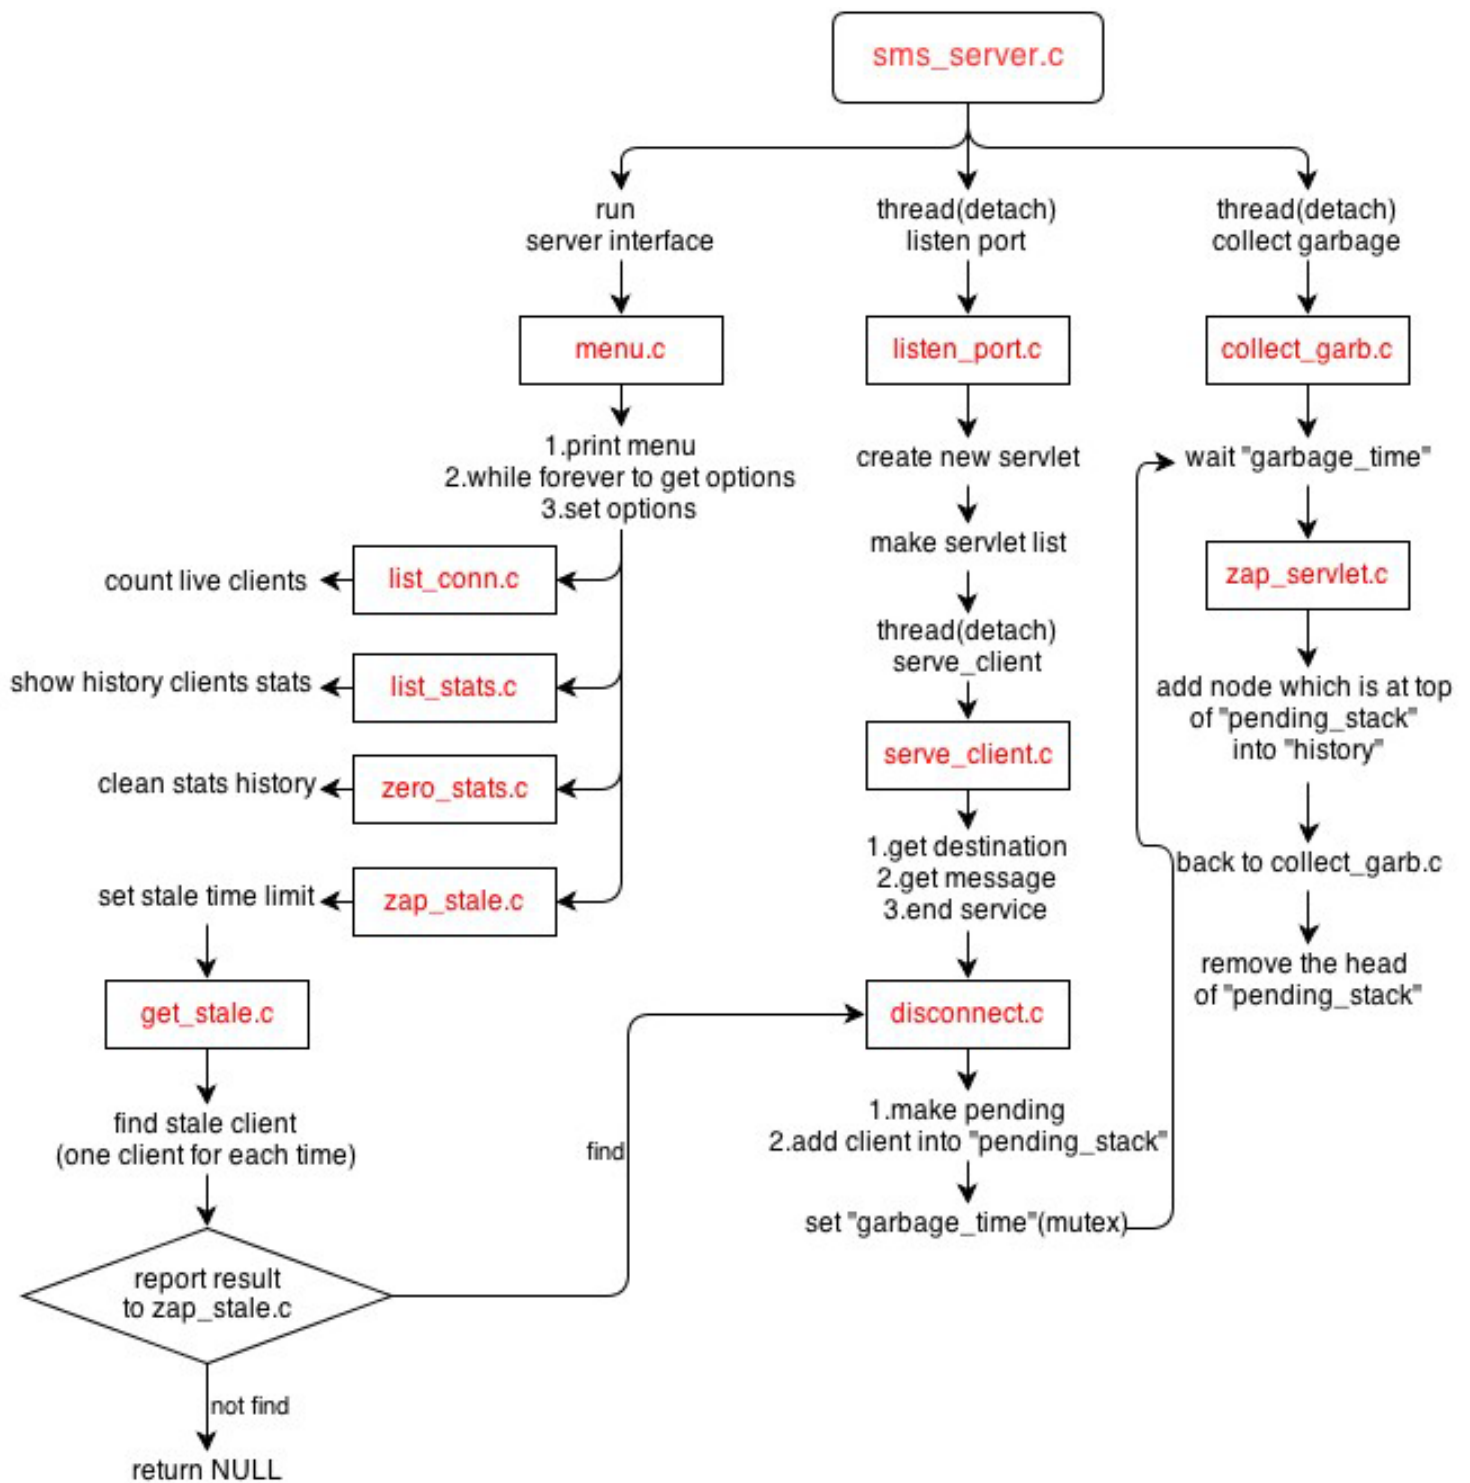 sms_server.c
run
server interface
thread(detach)
listen port
thread(detach)
collect garbage
menu.c
listen_port.c
collect_garb.c
1.print menu
2.while forever to get options
3.set options
create new servlet
wait "garbage_time"
make servlet list
count live clients
list_conn.c
zap_servlet.c
thread(detach)
serve_client
show history clients stats
list_stats.c
add node which is at top
of "pending_stack"
into "history"
serve_client.c
clean stats history
zero_stats.c
1.get destination
2.get message
3.end service
back to collect_garb.c
set stale time limit
zap_stale.c
remove the head
of "pending_stack"
get_stale.c
disconnect.c
find stale client
(one client for each time)
find
1.make pending
2.add client into "pending_stack"
set "garbage_time"(mutex)
report result
to zap_stale.c
not find
return NULL